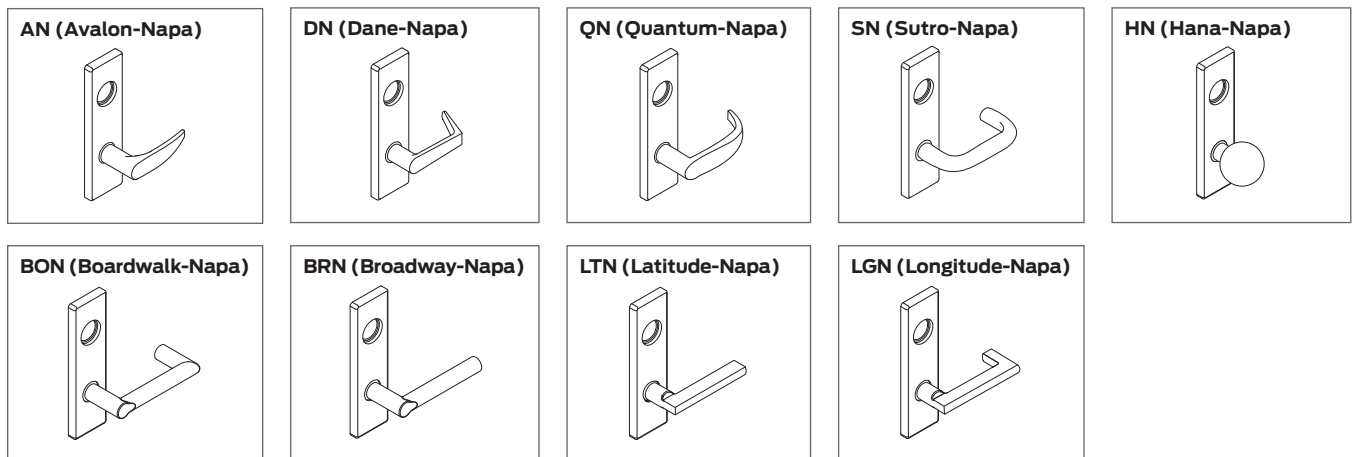 AN (Avalon-Napa)
DN (Dane-Napa)
QN (Quantum-Napa)
SN (Sutro-Napa)
HN (Hana-Napa)
BON (Boardwalk-Napa)
BRN (Broadway-Napa)
LTN (Latitude-Napa)
LGN (Longitude-Napa)